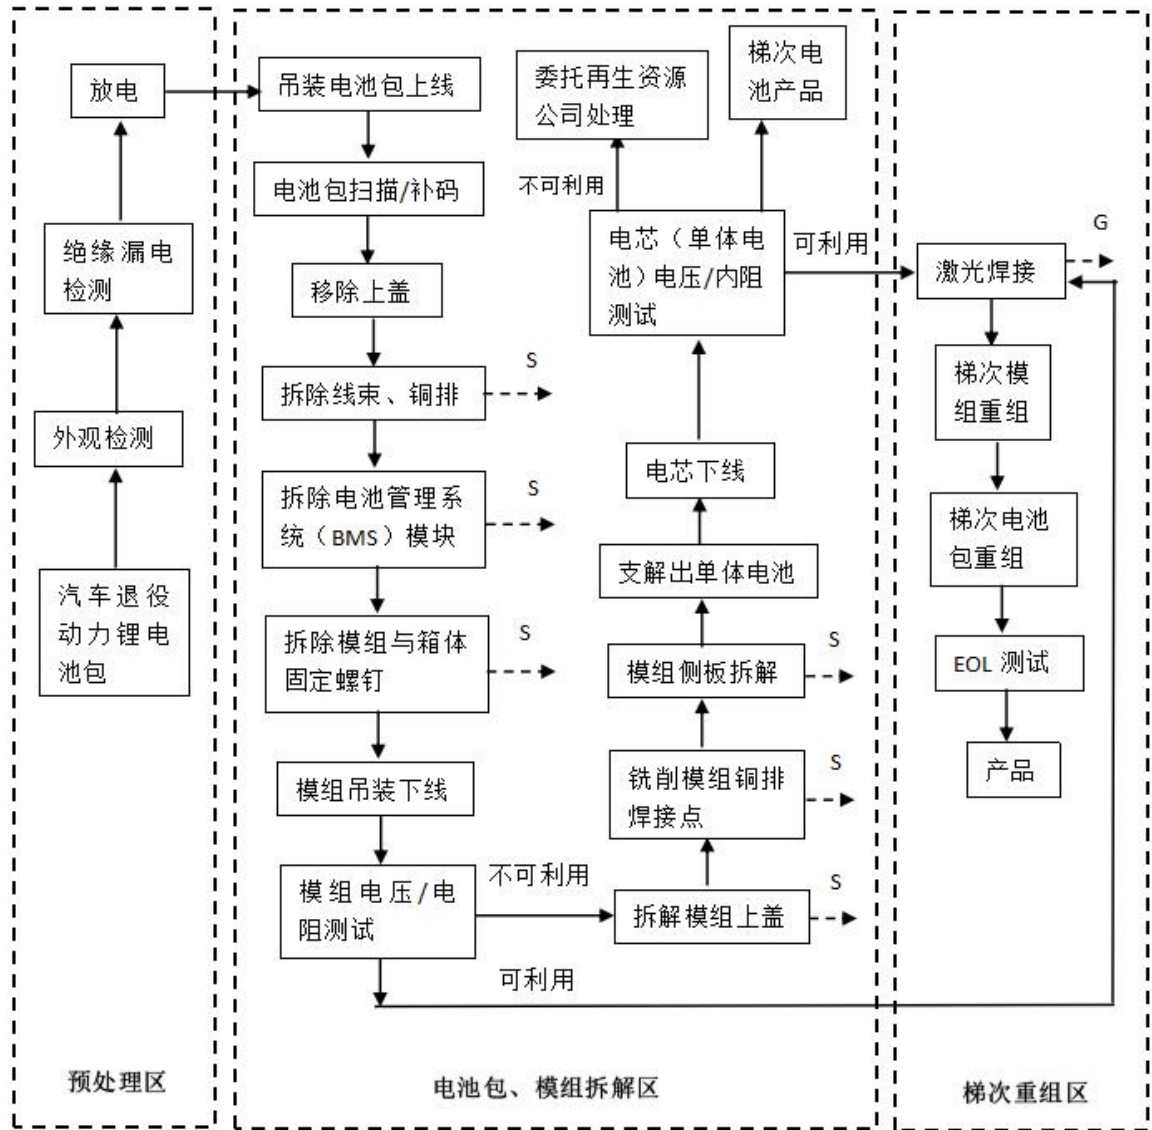 放电
绝缘漏电
检测
外观检测
汽车退役
动力锂电
池包
预处理区
吊装电池包上线
电池包扫描/补码
移除上盖
拆除线束、铜排
S
拆除电池管理系
统（BMS）模块
S
拆除模组与箱体
固定螺钉
S
模组吊装下线
模组电压/电
阻测试
不可利用
可利用
拆解模组上盖
S
铣削模组铜排
焊接点
S
模组侧板拆解
S
支解出单体电池
电芯下线
电芯（单体电
池）电压/内阻
测试
不可利用
委托再生资源
公司处理
梯次电
池产品
可利用
电池包、模组拆解区
激光焊接
G
梯次模
组重组
梯次电池
包重组
EOL 测试
产品
梯次重组区